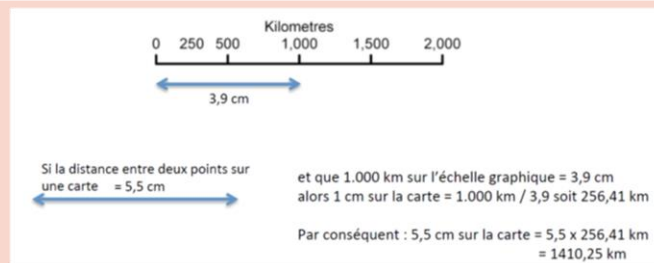 Kilometres
0 250 500 1,000 1,500 2,000
3,9 cm
Si la distance entre deux points sur
une carte = 5,5 cm
et que 1.000 km sur l'échelle graphique = 3,9 cm
alors 1 cm sur la carte = 1.000 km / 3,9 soit 256,41 km
Par conséquent : 5,5 cm sur la carte = 5,5 x 256,41 km
= 1410,25 km